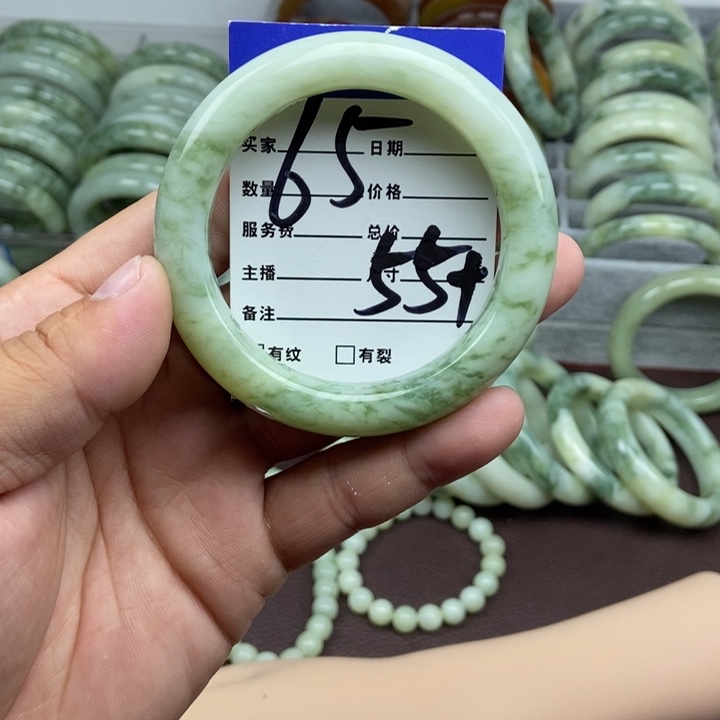 买家 65 日期
数量 价格
服务费 总价
主播 寸
55+
备注
有纹 有裂